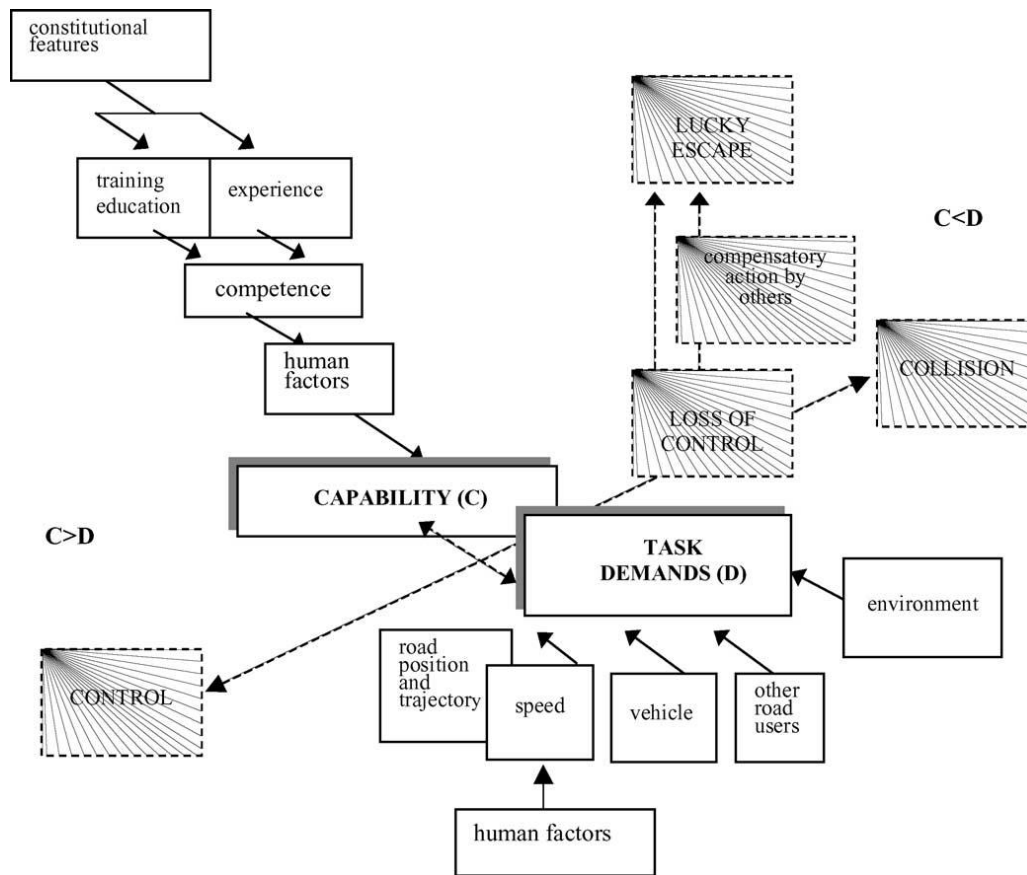 constitutional
features
training
education
experience
competence
human
factors
CAPABILITY (C)
C>D
CONTROL
LUCKY
ESCAPE
C<D
compensatory
action by
others
COLLISION
LOSS OF
CONTROL
TASK
DEMANDS (D)
environment
road
position
and
trajectory
speed
vehicle
other
road
users
human factors